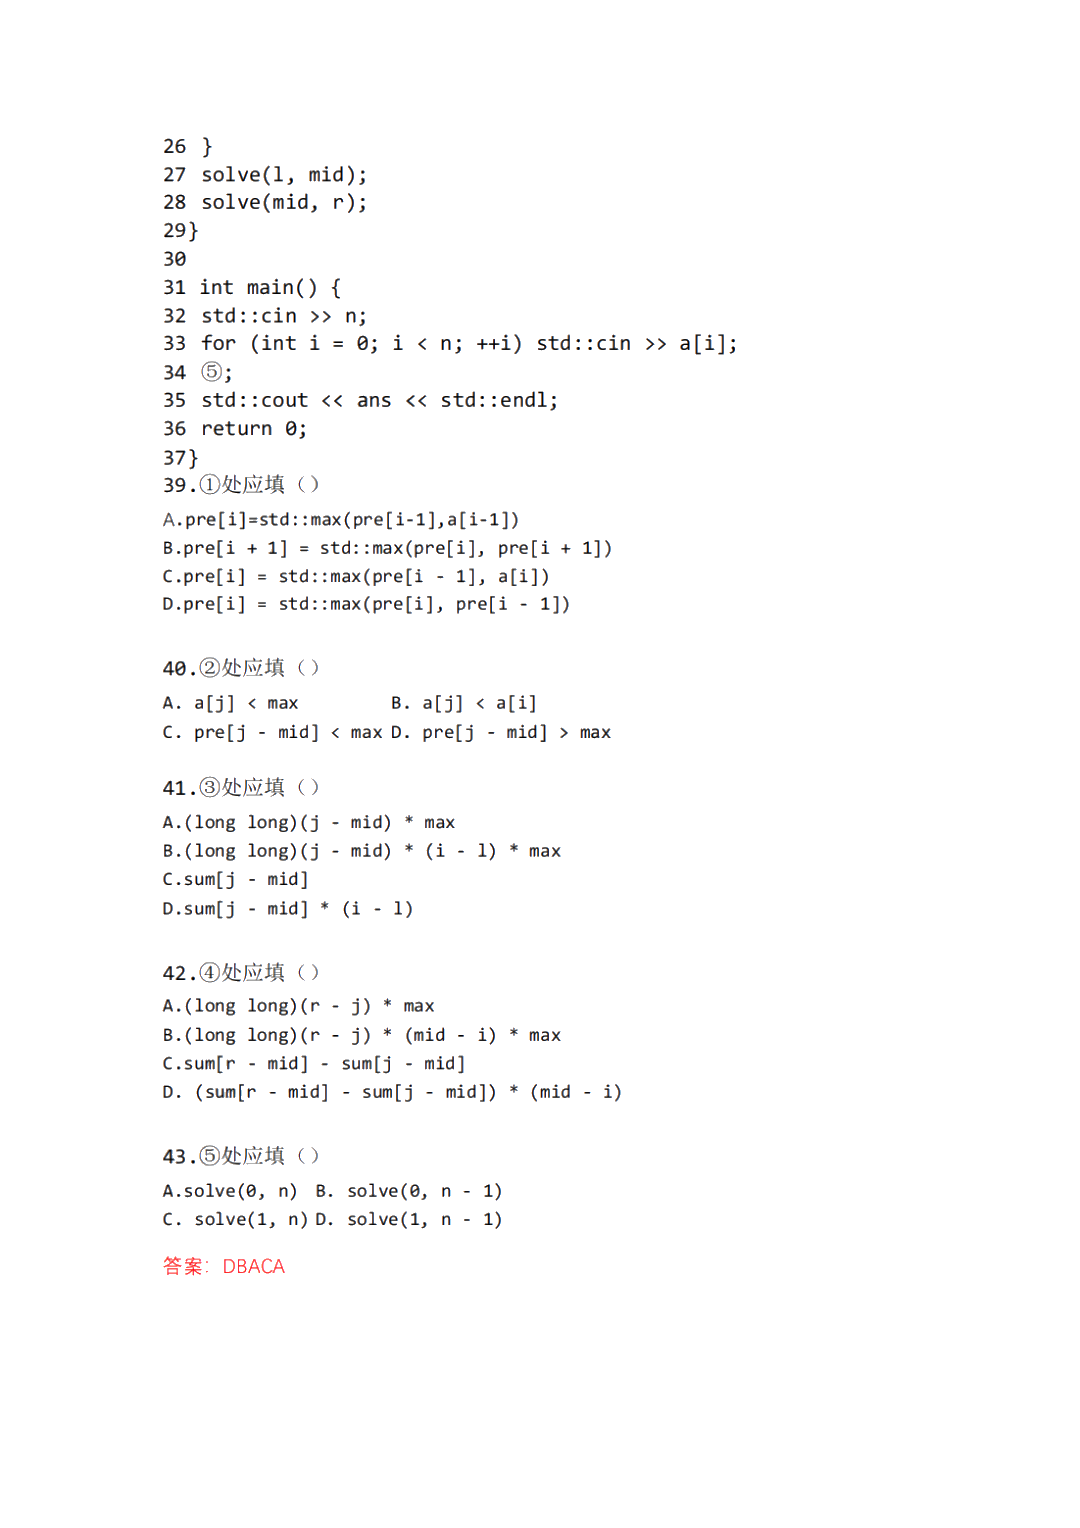 26 }
27 solve(l, mid);
28 solve(mid, r);
29}
30
31 int main() {
32 std::cin >> n;
33 for (int i = 0; i < n; ++i) std::cin >> a[i];
34 ⑤;
35 std::cout << ans << std::endl;
36 return 0;
37}
39.①处应填（）
A.pre[i]=std::max(pre[i-1],a[i-1])
B.pre[i + 1] = std::max(pre[i], pre[i + 1])
C.pre[i] = std::max(pre[i - 1], a[i])
D.pre[i] = std::max(pre[i], pre[i - 1])
40.②处应填（）
A. a[j] < max B. a[j] < a[i]
C. pre[j - mid] < max D. pre[j - mid] > max
41.③处应填（）
A.(long long)(j - mid) * max
B.(long long)(j - mid) * (i - l) * max
C.sum[j - mid]
D.sum[j - mid] * (i - l)
42.④处应填（）
A.(long long)(r - j) * max
B.(long long)(r - j) * (mid - i) * max
C.sum[r - mid] - sum[j - mid]
D. (sum[r - mid] - sum[j - mid]) * (mid - i)
43.⑤处应填（）
A.solve(0, n) B. solve(0, n - 1)
C. solve(1, n) D. solve(1, n - 1)
答案：DBACA